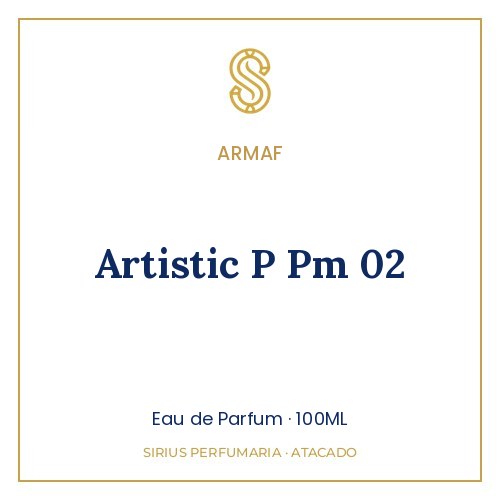 ARMAF
Artistic P Pm 02
Eau de Parfum · 100ML
SIRIUS PERFUMARIA · ATACADO